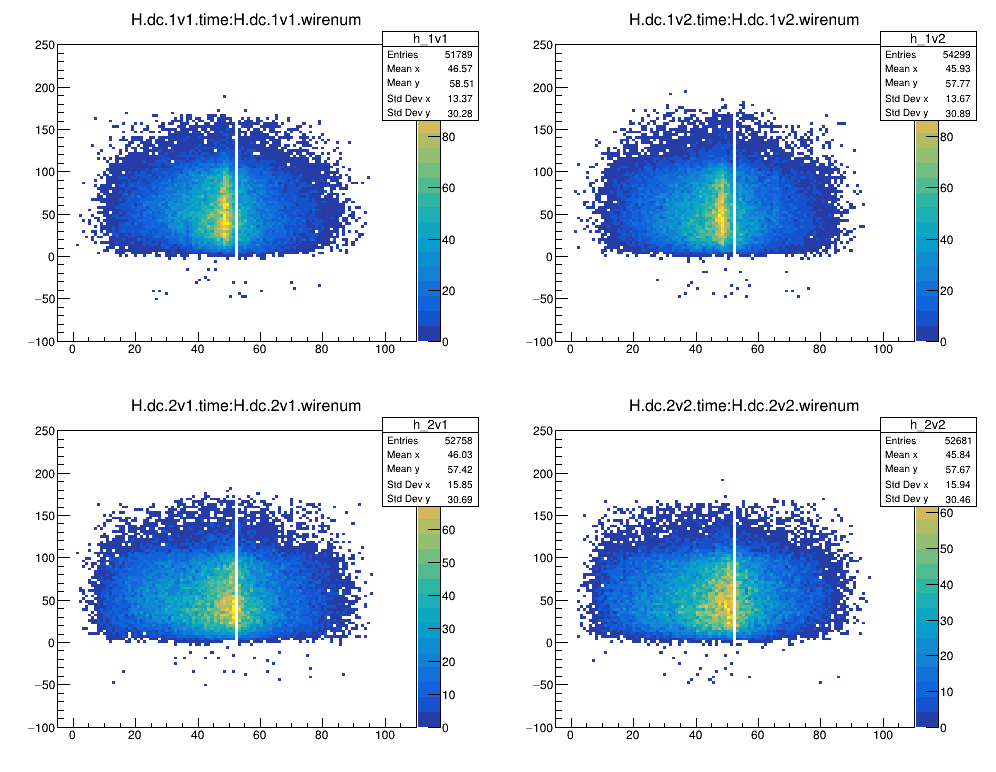 H.dc.1v1.time:H.dc.1v1.wirenum
h_1v1
Entries 51789
Mean x 46.57
Mean y 58.51
Std Dev x 13.37
Std Dev y 30.28
250
200
150
100
50
0
−50
−100
0 20 40 60 80 100
80
60
40
20
0
H.dc.1v2.time:H.dc.1v2.wirenum
h_1v2
Entries 54299
Mean x 45.93
Mean y 57.77
Std Dev x 13.67
Std Dev y 30.89
250
200
150
100
50
0
−50
−100
0 20 40 60 80 100
80
60
40
20
0
H.dc.2v1.time:H.dc.2v1.wirenum
h_2v1
Entries 52758
Mean x 46.03
Mean y 57.42
Std Dev x 15.85
Std Dev y 30.69
250
200
150
100
50
0
−50
−100
0 20 40 60 80 100
60
50
40
30
20
10
0
H.dc.2v2.time:H.dc.2v2.wirenum
h_2v2
Entries 52681
Mean x 45.84
Mean y 57.67
Std Dev x 15.94
Std Dev y 30.46
250
200
150
100
50
0
−50
−100
0 20 40 60 80 100
60
50
40
30
20
10
0